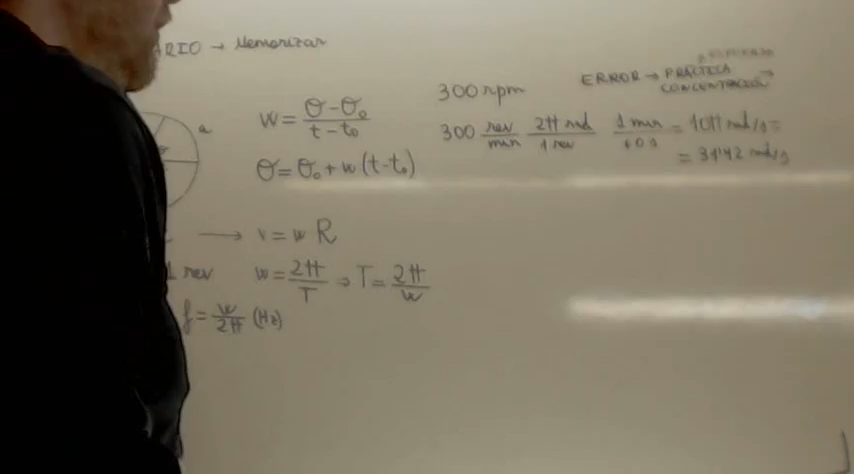 ARIO → Memorizar
ω = (θ - θ₀)/(t - t₀)
θ = θ₀ + ω (t - t₀)
→ v = ω R
1 rev ω = 2π/T ⇒ T = 2π/ω
f = ω/2π (Hz)
300 rpm
300 rev/min 2π rad/1 rev 1 min/60 s = 10π rad/s =
= 31'42 rad/s
ERROR → PRÁCTICA
CONCENTRACIÓN
a